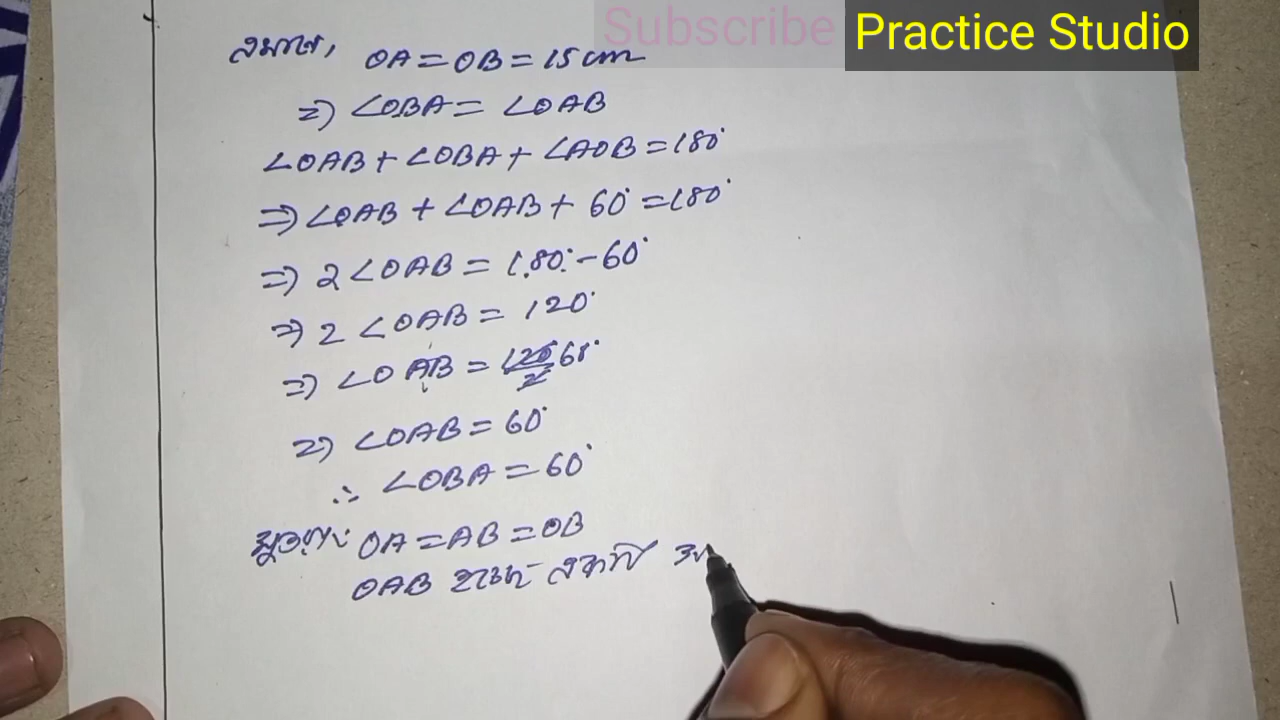 Subscribe Practice Studio
OA = OB = 15 cm
⇒ ∠OBA = ∠OAB
∠OAB + ∠OBA + ∠AOB = 180°
⇒ ∠OAB + ∠OAB + 60° = 180°
⇒ 2 ∠OAB = 180° - 60°
⇒ 2 ∠OAB = 120°
⇒ ∠OAB = 120/2 60°
⇒ ∠OAB = 60°
∴ ∠OBA = 60°
OA = AB = OB
OAB